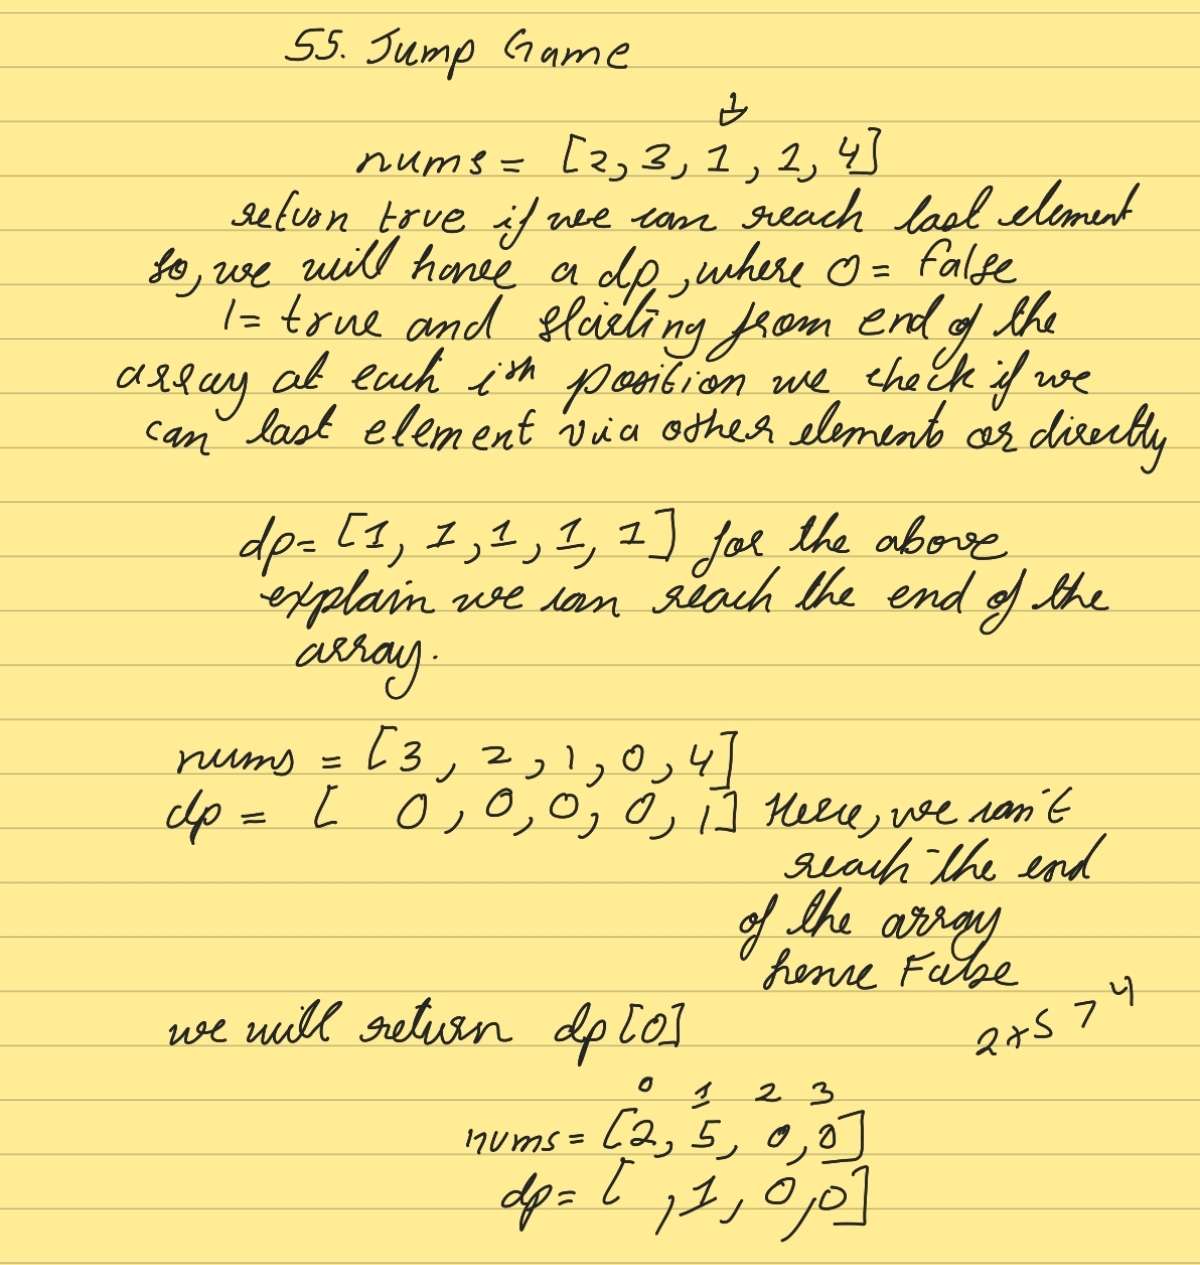 55. Jump Game
1
nums = [2, 3, 1, 1, 4]
return true if we can reach last element
so, we will have a dp, where 0 = false
1 = true and starting from end of the
array at each ith position we check if we
can last element via other elements or directly
dp = [1, 1, 1, 1, 1] for the above
explain we can reach the end of the
array.
nums = [3, 2, 1, 0, 4]
dp = [ 0, 0, 0, 0, 1] Here, we can't
reach the end
of the array
hence False
we will return dp[0]
2 * 5 7 4
0 1 2 3
nums = [2, 5, 0, 0]
dp = [ , 1, 0, 0]